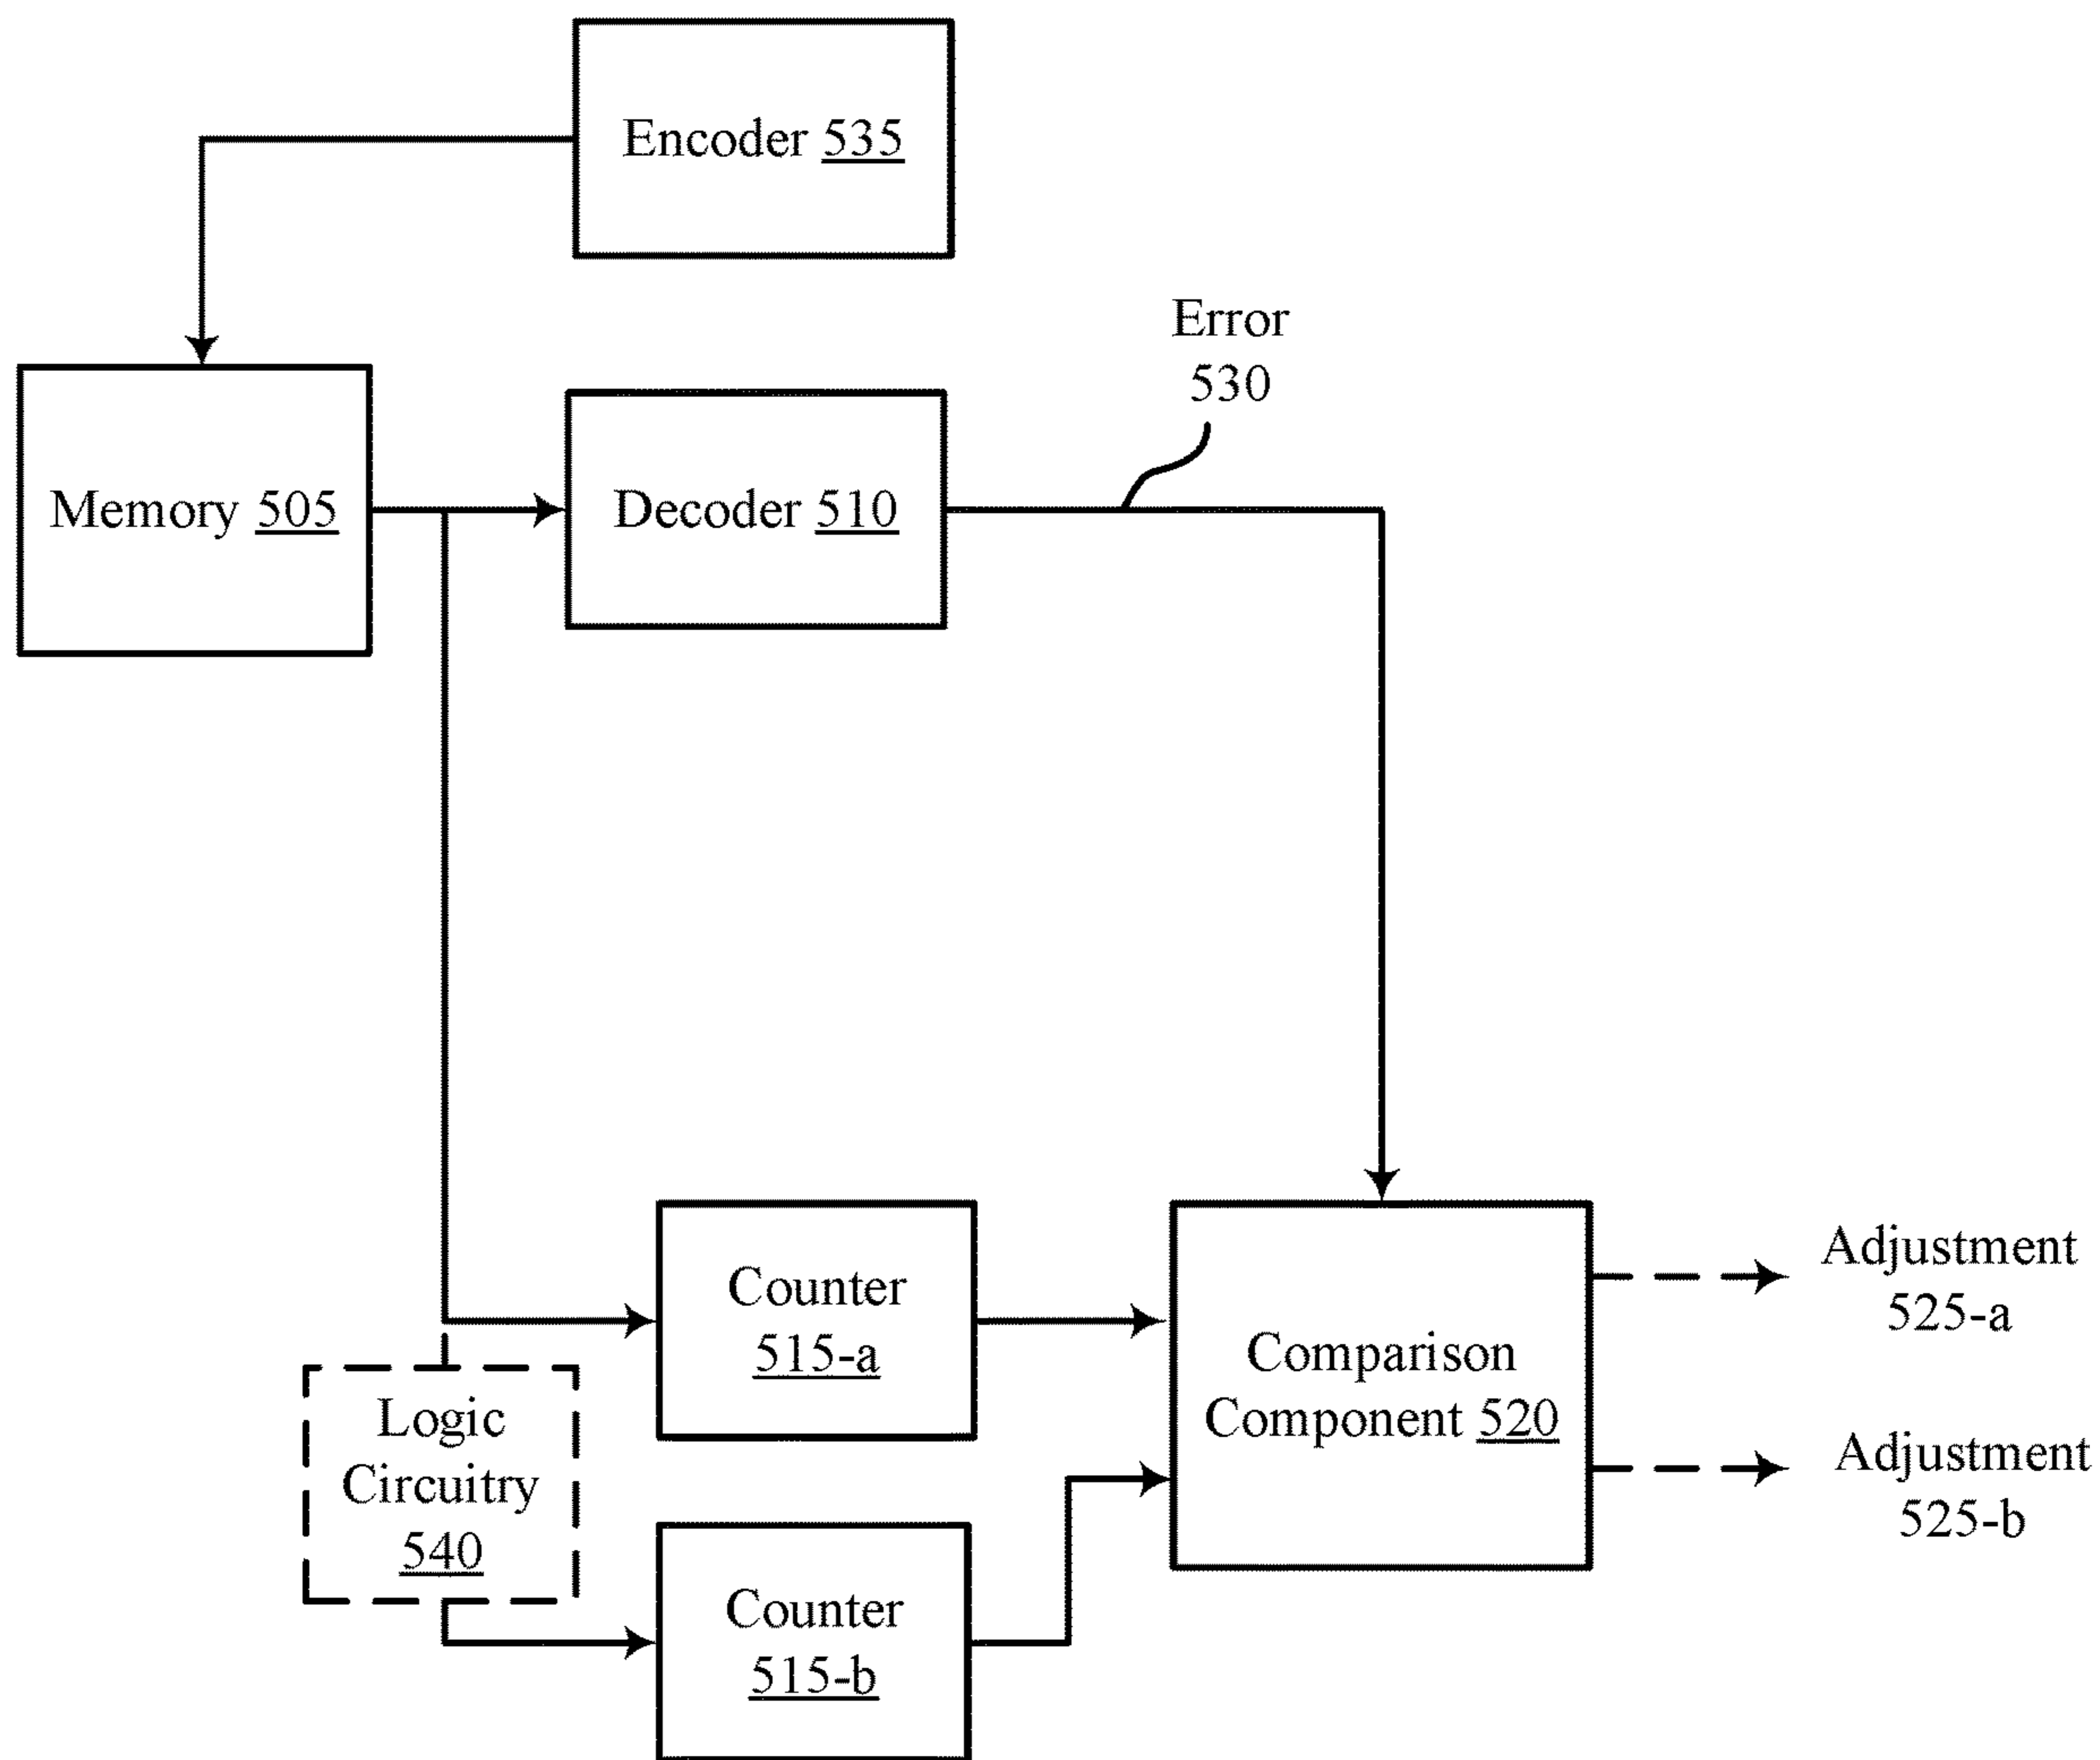 Encoder 535
Error
530
Memory 505
Decoder 510
Counter
515-a
Comparison
Component 520
Adjustment
525-a
Adjustment
525-b
Logic
Circuitry
540
Counter
515-b